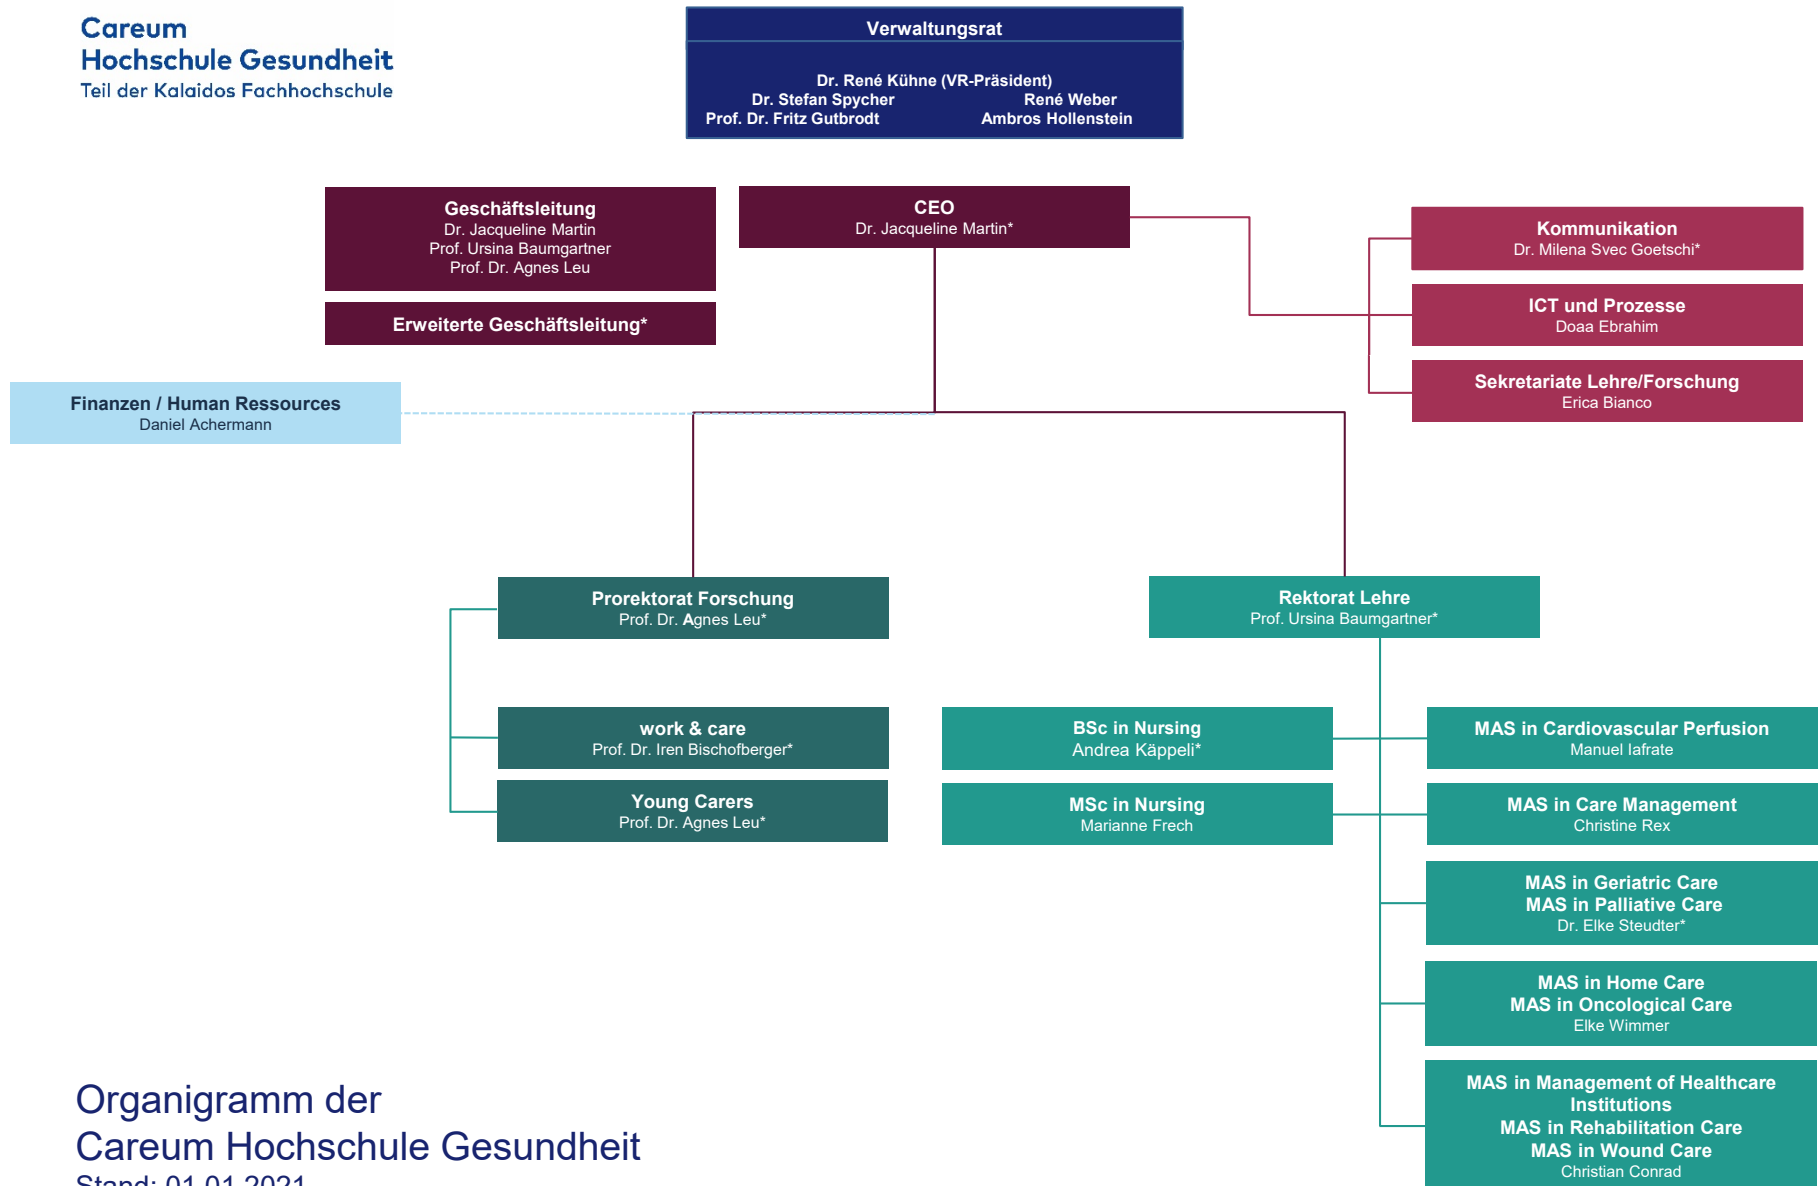 Careum
Hochschule Gesundheit
Teil der Kalaidos Fachhochschule
Verwaltungsrat
Dr. René Kühne (VR-Präsident)
Dr. Stefan Spycher René Weber
Prof. Dr. Fritz Gutbrodt Ambros Hollenstein
Geschäftsleitung
Dr. Jacqueline Martin
Prof. Ursina Baumgartner
Prof. Dr. Agnes Leu
Erweiterte Geschäftsleitung*
CEO
Dr. Jacqueline Martin*
Kommunikation
Dr. Milena Svec Goetschi*
ICT und Prozesse
Doaa Ebrahim
Sekretariate Lehre/Forschung
Erica Bianco
Finanzen / Human Ressources
Daniel Achermann
Prorektorat Forschung
Prof. Dr. Agnes Leu*
work & care
Prof. Dr. Iren Bischofberger*
Young Carers
Prof. Dr. Agnes Leu*
Rektorat Lehre
Prof. Ursina Baumgartner*
BSc in Nursing
Andrea Käppeli*
MSc in Nursing
Marianne Frech
MAS in Cardiovascular Perfusion
Manuel Iafrate
MAS in Care Management
Christine Rex
MAS in Geriatric Care
MAS in Palliative Care
Dr. Elke Steudter*
MAS in Home Care
MAS in Oncological Care
Elke Wimmer
MAS in Management of Healthcare
Institutions
MAS in Rehabilitation Care
MAS in Wound Care
Christian Conrad
Organigramm der
Careum Hochschule Gesundheit
Stand: 01.01.2021